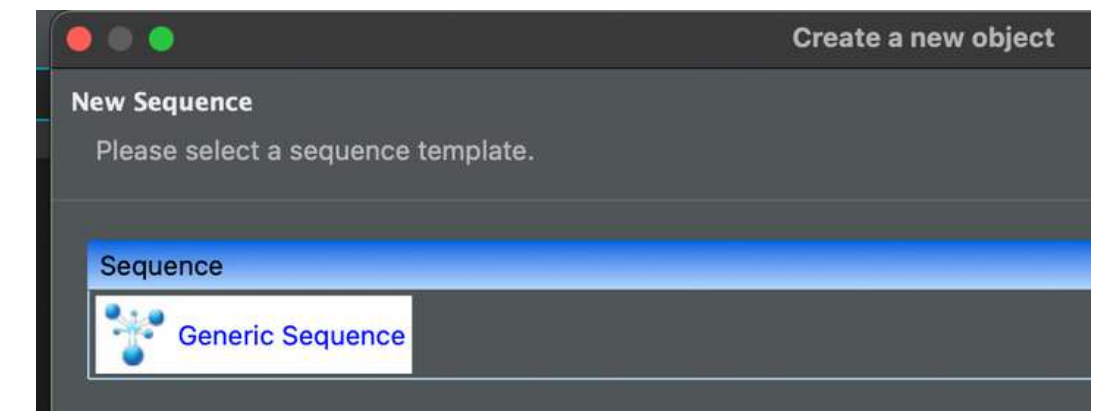 Create a new object
New Sequence
Please select a sequence template.
Sequence
Generic Sequence